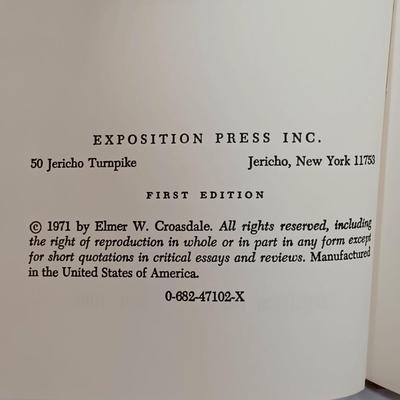 EXPOSITION PRESS INC.
50 Jericho Turnpike Jericho, New York 11753
FIRST EDITION
© 1971 by Elmer W. Croasdale. All rights reserved, including
the right of reproduction in whole or in part in any form except
for short quotations in critical essays and reviews. Manufactured
in the United States of America.
0-682-47102-X